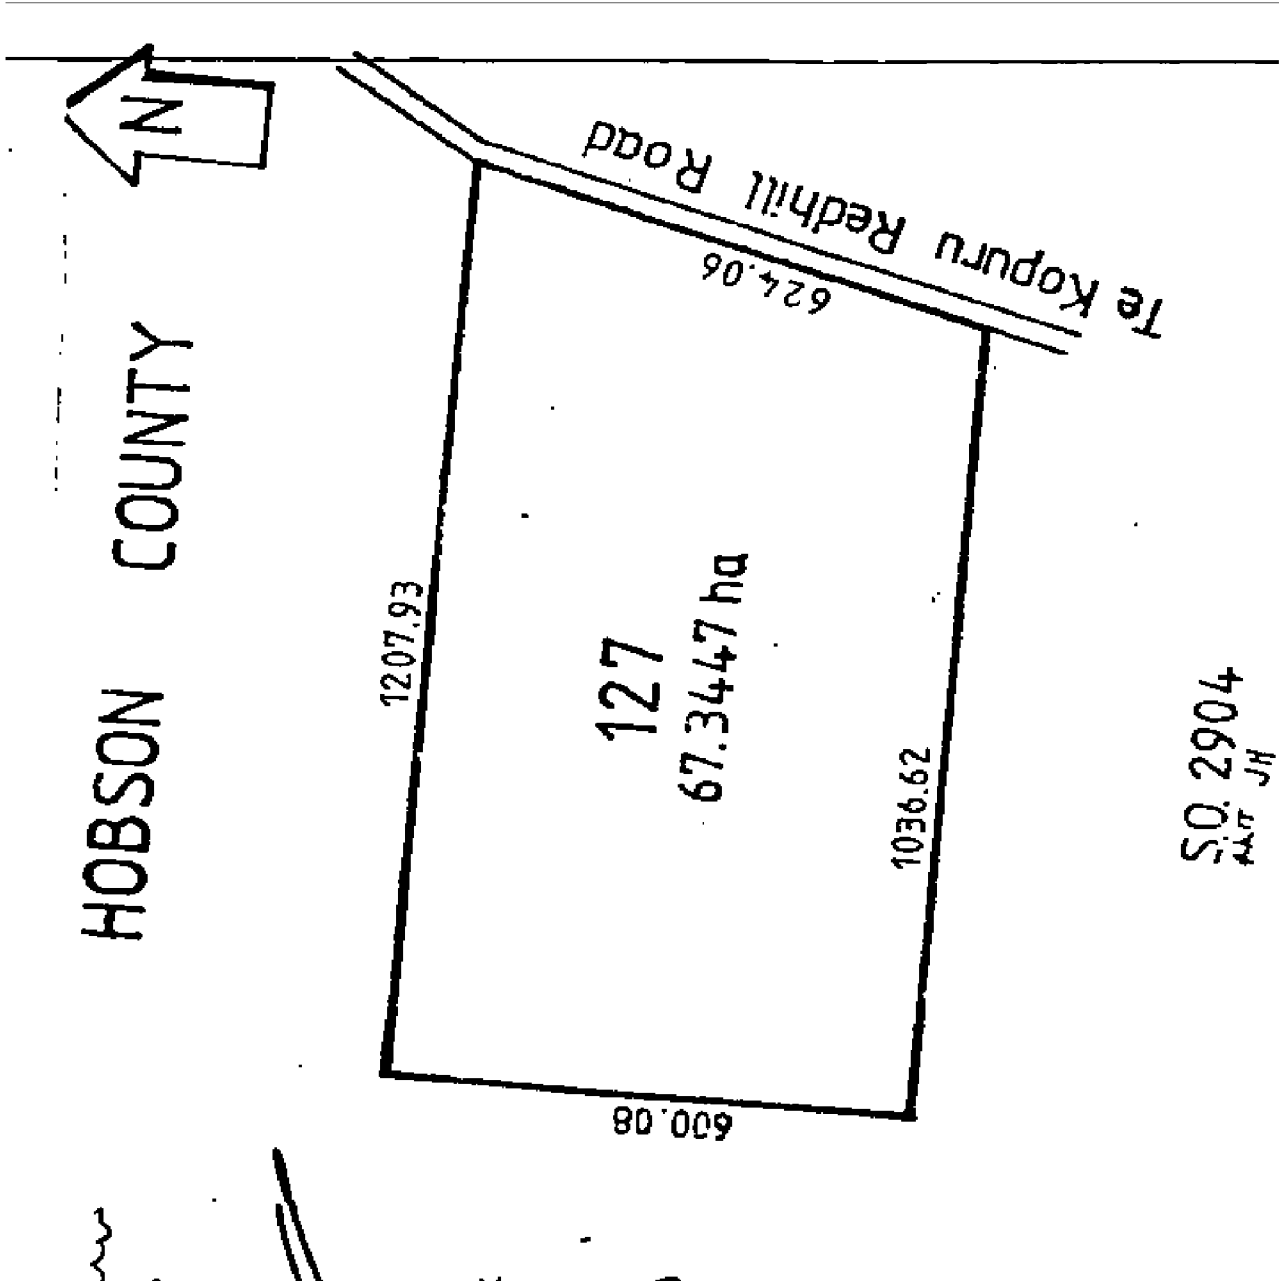 N
Te Kopuru Redhill Road
624.06
HOBSON COUNTY
1207.93
127
67.3447 ha
1036.62
600.08
S.O. 2904
JH